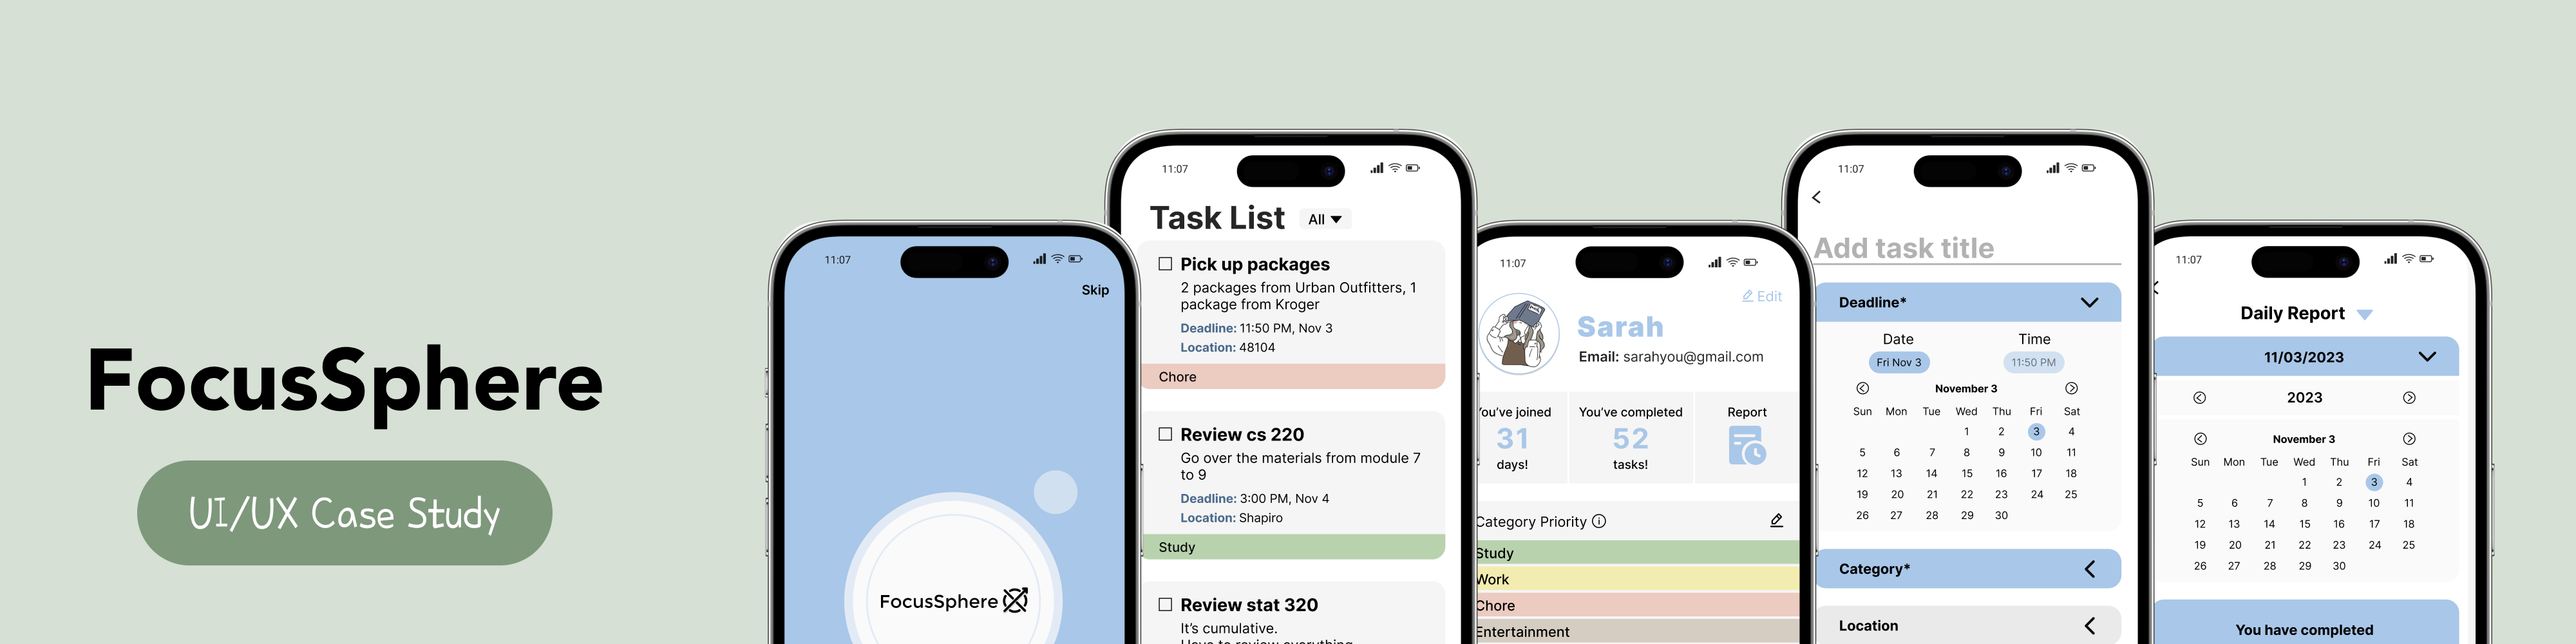 FocusSphere
UI/UX Case Study
11:07
Skip
FocusSphere
11:07
Task List
All
Pick up packages
2 packages from Urban Outfitters, 1
package from Kroger
Deadline: 11:50 PM, Nov 3
Location: 48104
Chore
Review cs 220
Go over the materials from module 7
to 9
Deadline: 3:00 PM, Nov 4
Location: Shapiro
Study
Review stat 320
It's cumulative.
Have to review everything
11:07
Edit
Sarah
Email: sarahyou@gmail.com
You've joined
31
days!
You've completed
52
tasks!
Report
Category Priority
Study
Work
Chore
Entertainment
11:07
Add task title
Deadline*
Date Time
Fri Nov 3 11:50 PM
November 3
Sun Mon Tue Wed Thu Fri Sat
1 2 3 4
5 6 7 8 9 10 11
12 13 14 15 16 17 18
19 20 21 22 23 24 25
26 27 28 29 30
Category*
Location
11:07
Daily Report
11/03/2023
2023
November 3
Sun Mon Tue Wed Thu Fri Sat
1 2 3 4
5 6 7 8 9 10 11
12 13 14 15 16 17 18
19 20 21 22 23 24 25
26 27 28 29 30
You have completed